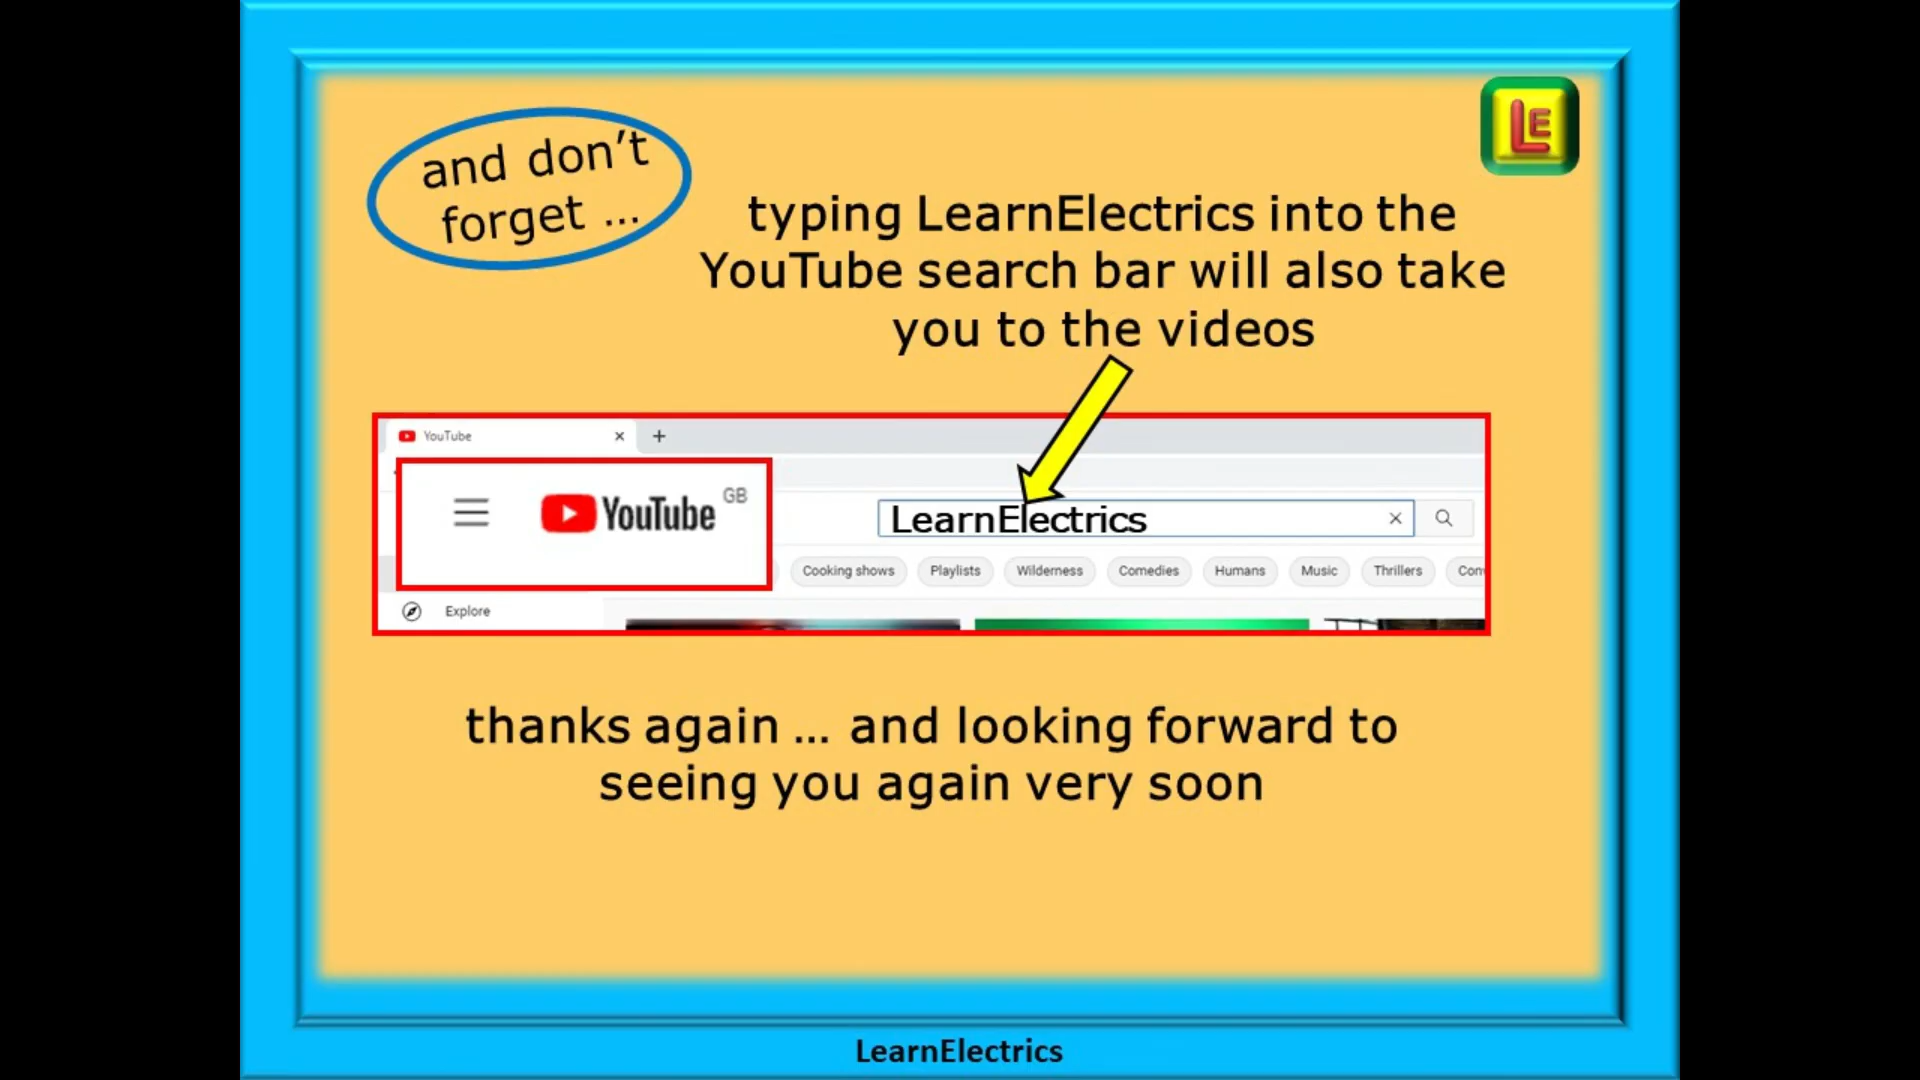 and don't
forget ...
LE
typing LearnElectrics into the
YouTube search bar will also take
you to the videos
YouTube
YouTube GB
LearnElectrics
Cooking shows Playlists Wilderness Comedies Humans Music Thrillers
Explore
thanks again ... and looking forward to
seeing you again very soon
LearnElectrics